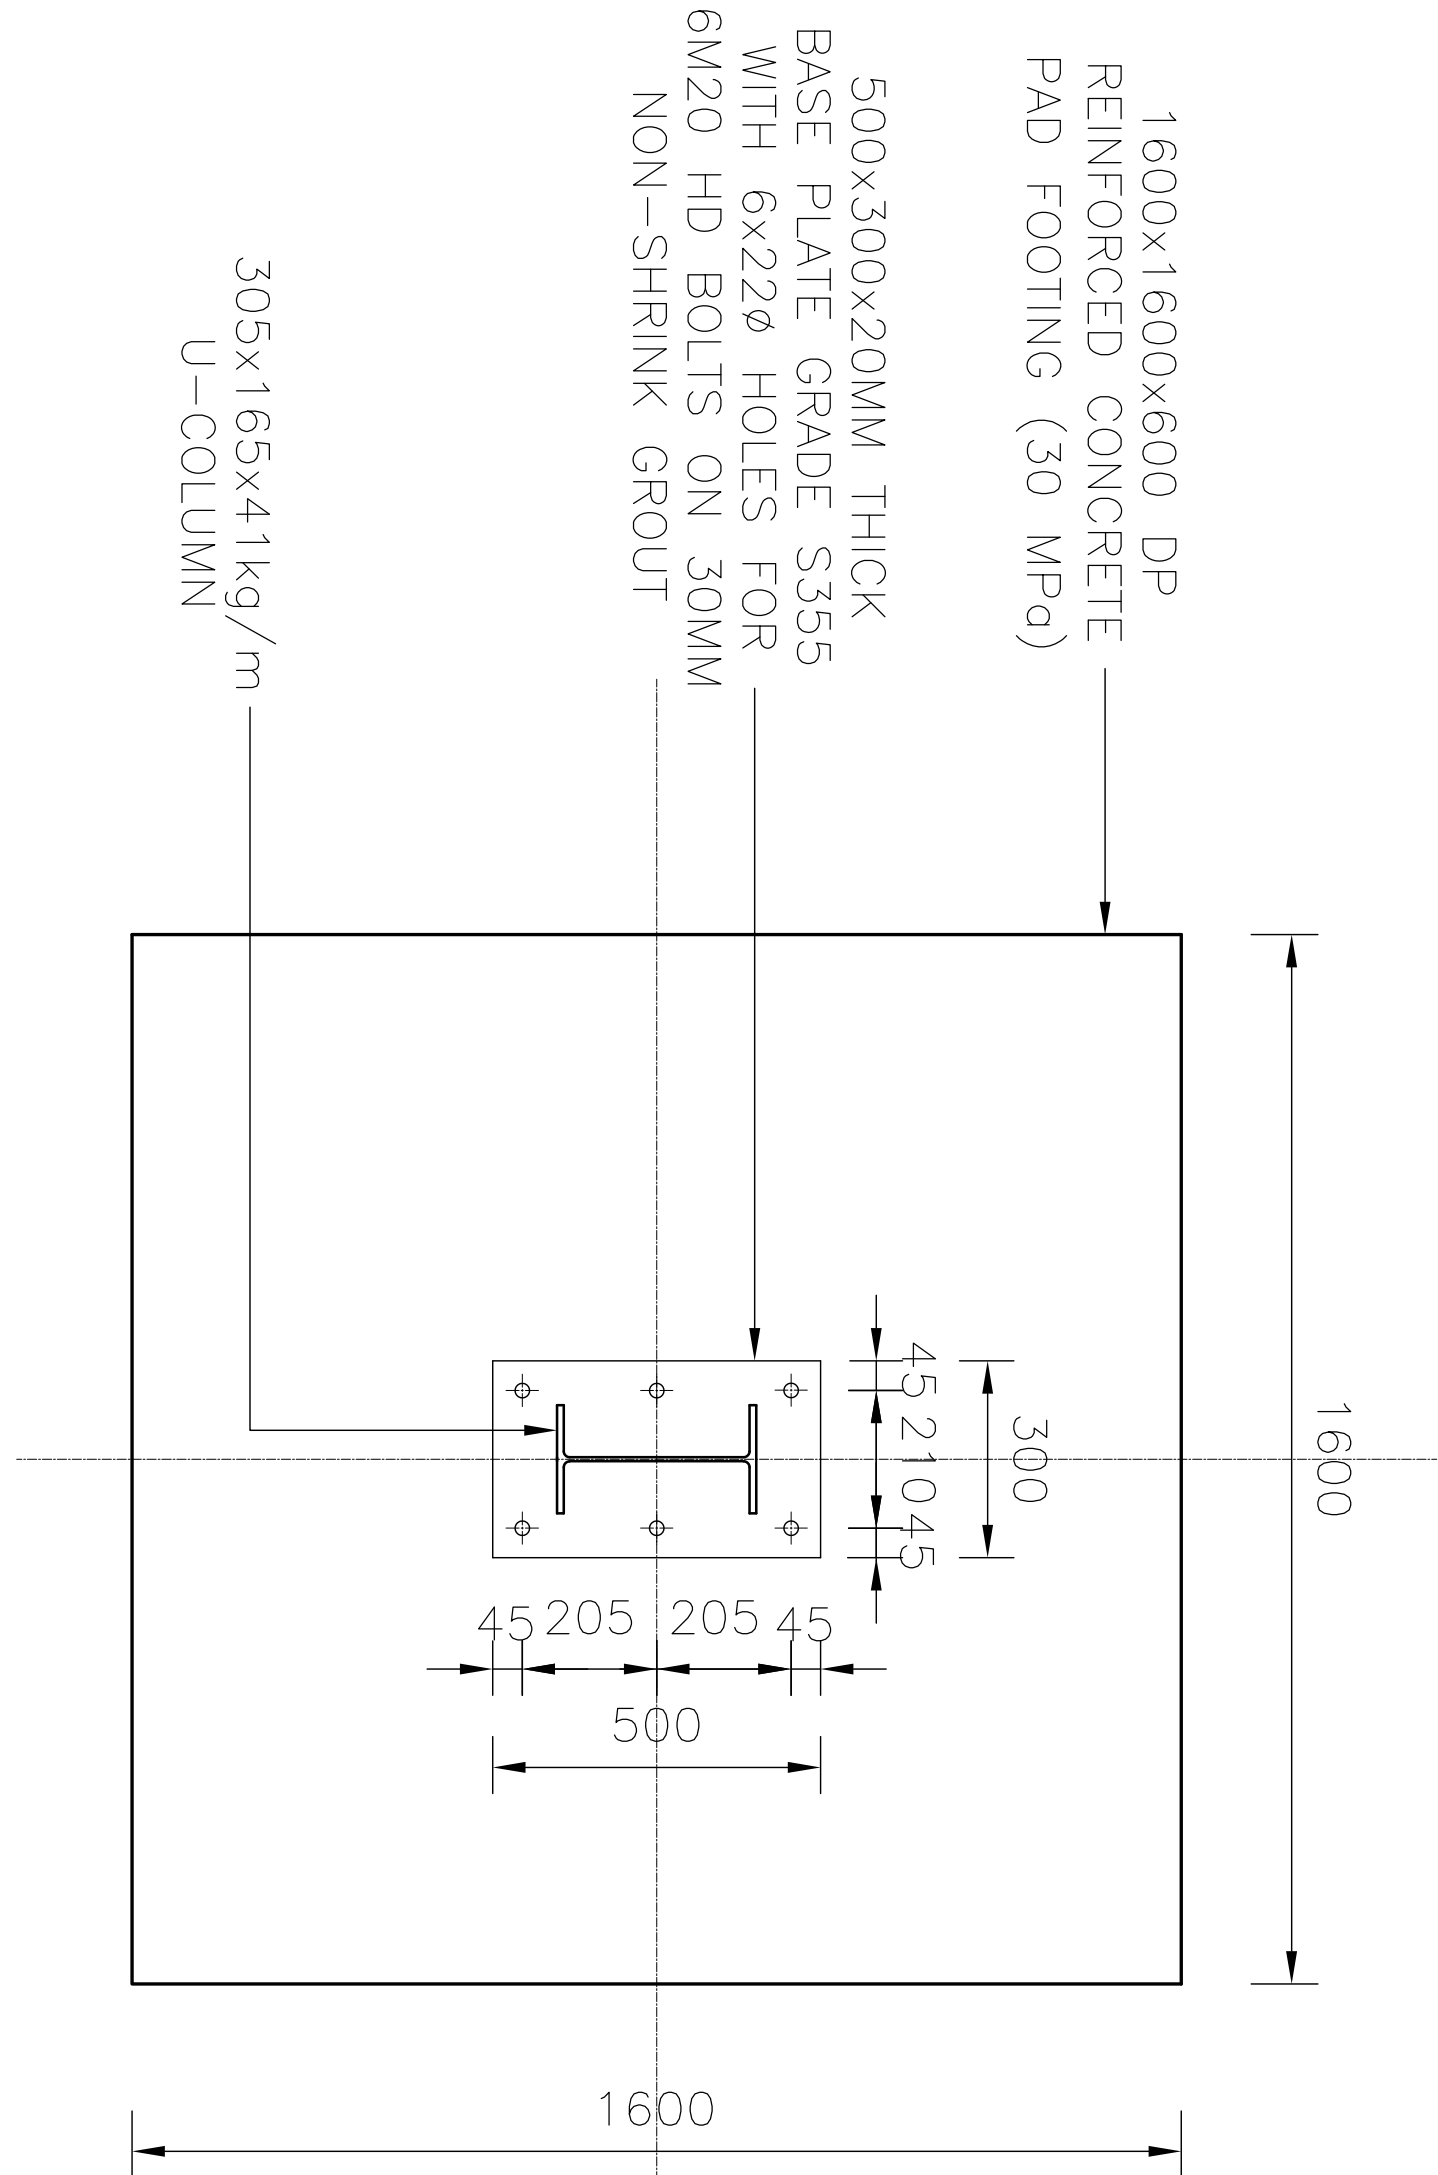 1600x1600x600 DP
REINFORCED CONCRETE
PAD FOOTING (30 MPa)
500x300x20MM THICK
BASE PLATE GRADE S355
WITH 6x22ø HOLES FOR
6M20 HD BOLTS ON 30MM
NON-SHRINK GROUT
305x165x41kg/m
U-COLUMN
1600
300
45
210
45
45
205
205
45
500
1600